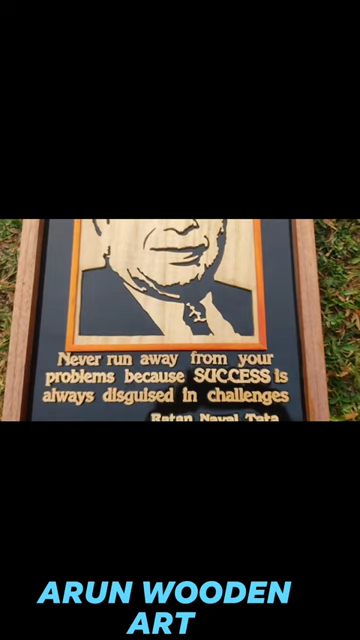 Never run away from your
problems because SUCCESS is
always disguised in challenges
Ratan Naval Tata
ARUN WOODEN
ART